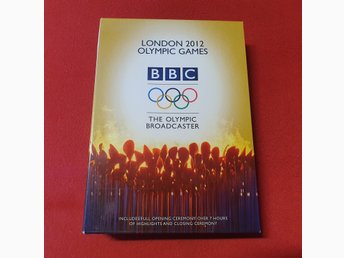 LONDON 2012
OLYMPIC GAMES
BBC
THE OLYMPIC
BROADCASTER
INCLUDES FULL OPENING CEREMONY, OVER 7 HOURS
OF HIGHLIGHTS AND CLOSING CEREMONY